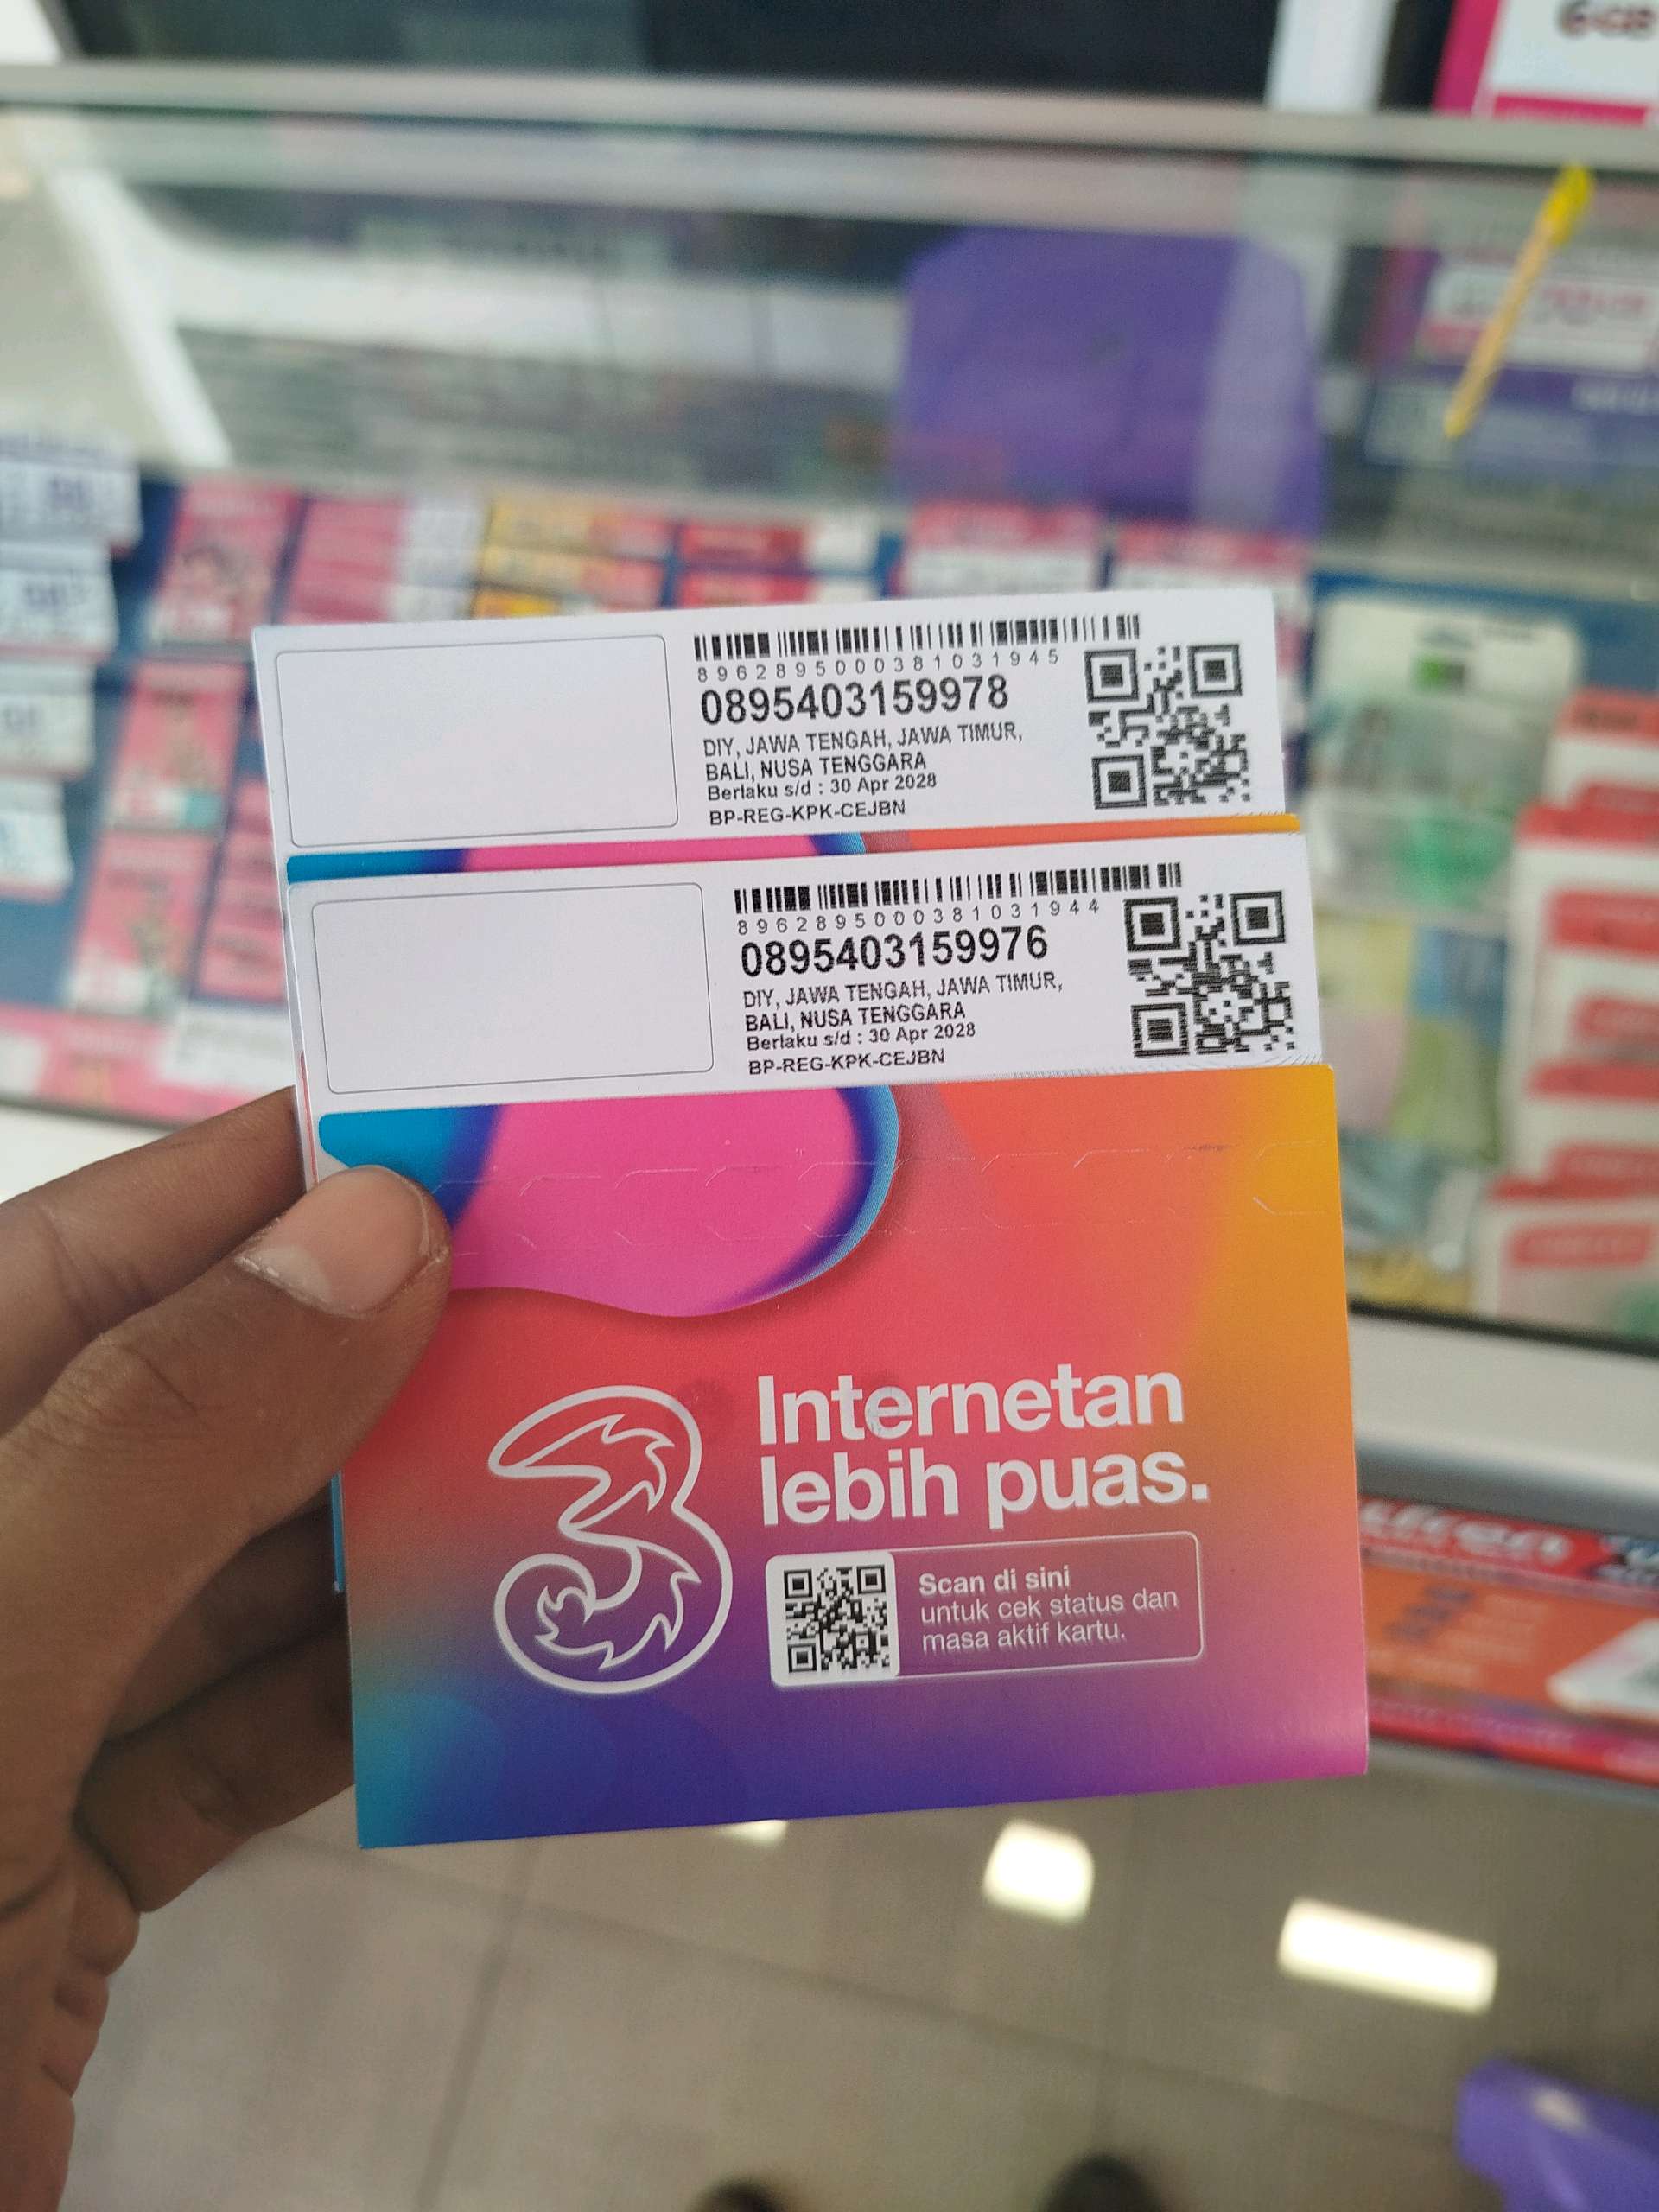 8962895000381031945
0895403159978
DIY, JAWA TENGAH, JAWA TIMUR,
BALI, NUSA TENGGARA
Berlaku s/d : 30 Apr 2028
BP-REG-KPK-CEJBN
8962895000381031944
0895403159976
DIY, JAWA TENGAH, JAWA TIMUR,
BALI, NUSA TENGGARA
Berlaku s/d : 30 Apr 2028
BP-REG-KPK-CEJBN
3
Internetan
lebih puas.
Scan di sini
untuk cek status dan
masa aktif kartu.